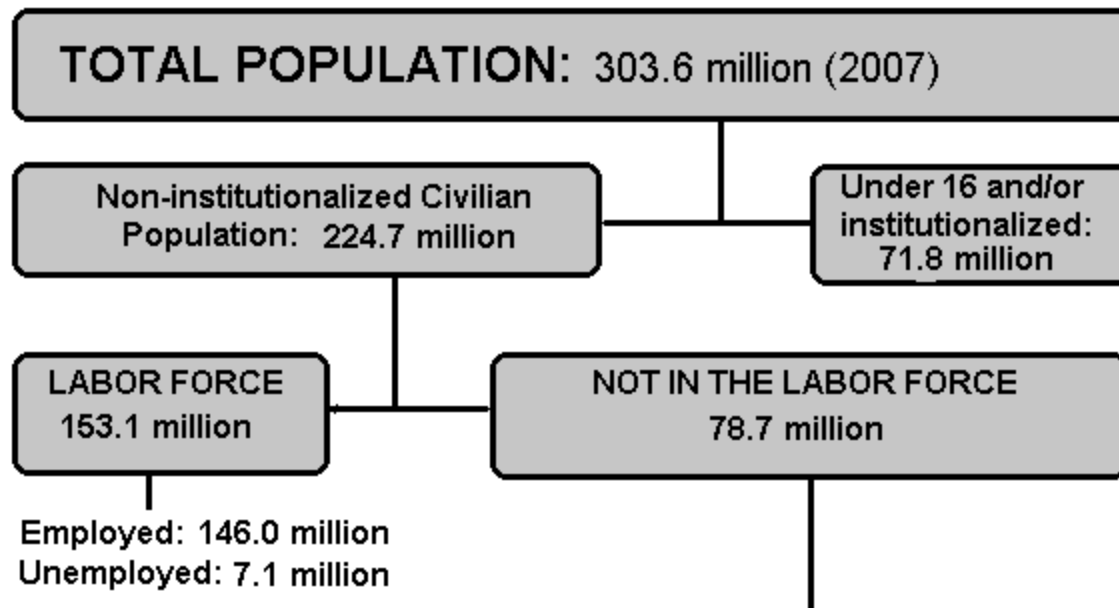 TOTAL POPULATION: 303.6 million (2007)
Non-institutionalized Civilian
Population: 224.7 million
Under 16 and/or
institutionalized:
71.8 million
LABOR FORCE
153.1 million
NOT IN THE LABOR FORCE
78.7 million
Employed: 146.0 million
Unemployed: 7.1 million